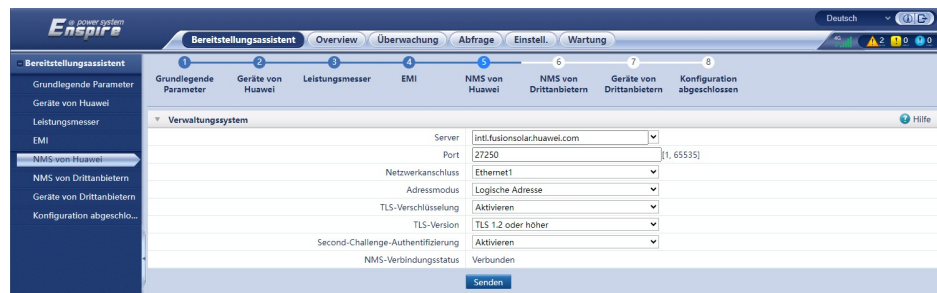 power system
Enspire
Deutsch
Bereitstellungsassistent Overview Überwachung Abfrage Einstell. Wartung
4G 2 0 0
Bereitstellungsassistent
Grundlegende Parameter
Geräte von Huawei
Leistungsmesser
EMI
NMS von Huawei
NMS von Drittanbietern
Geräte von Drittanbietern
Konfiguration abgeschlo...
1 2 3 4 5 6 7 8
Grundlegende Geräte von Leistungsmesser EMI NMS von NMS von Geräte von Konfiguration
Parameter Huawei Huawei Drittanbietern Drittanbietern abgeschlossen
Verwaltungssystem Hilfe
Server intl.fusionsolar.huawei.com
Port 27250 [1, 65535]
Netzwerkanschluss Ethernet1
Adressmodus Logische Adresse
TLS-Verschlüsselung Aktivieren
TLS-Version TLS 1.2 oder höher
Second-Challenge-Authentifizierung Aktivieren
NMS-Verbindungsstatus Verbunden
Senden